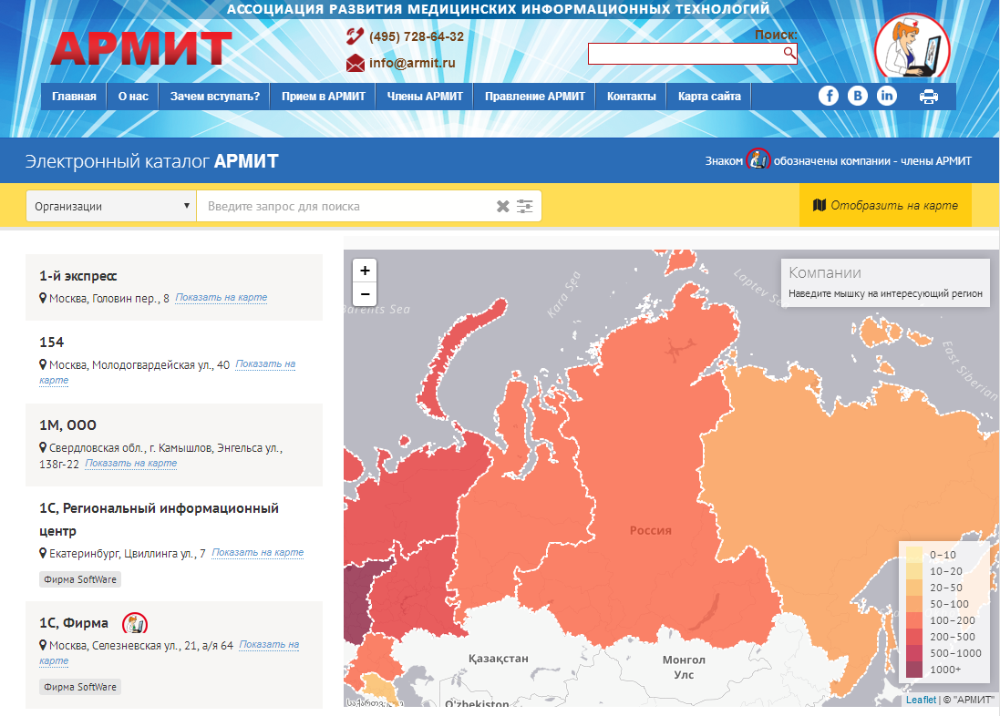 АССОЦИАЦИЯ РАЗВИТИЯ МЕДИЦИНСКИХ ИНФОРМАЦИОННЫХ ТЕХНОЛОГИЙ
АРМИТ
(495) 728-64-32
info@armit.ru
Поиск:
Главная
О нас
Зачем вступать?
Прием в АРМИТ
Члены АРМИТ
Правление АРМИТ
Контакты
Карта сайта
Электронный каталог АРМИТ
Знаком обозначены компании - члены АРМИТ
Организации
Введите запрос для поиска
Отобразить на карте
1-й экспресс
Москва, Головин пер., 8 Показать на карте
154
Москва, Молодогвардейская ул., 40 Показать на
карте
1М, ООО
Свердловская обл., г. Камышлов, Энгельса ул.,
138г-22 Показать на карте
1С, Региональный информационный
центр
Екатеринбург, Цвиллинга ул., 7 Показать на карте
Фирма SoftWare
1С, Фирма
Москва, Селезневская ул., 21, а/я 64 Показать на
карте
Фирма SoftWare
+
−
Barents Sea
Kara Sea
Laptev Se
East Siberian
Компании
Наведите мышку на интересующий регион
Россия
Қазақстан
Монгол
Улс
O'zbekiston
საქართველო
0–10
10–20
20–50
50–100
100–200
200–500
500–1000
1000+
Leaflet | © "АРМИТ"